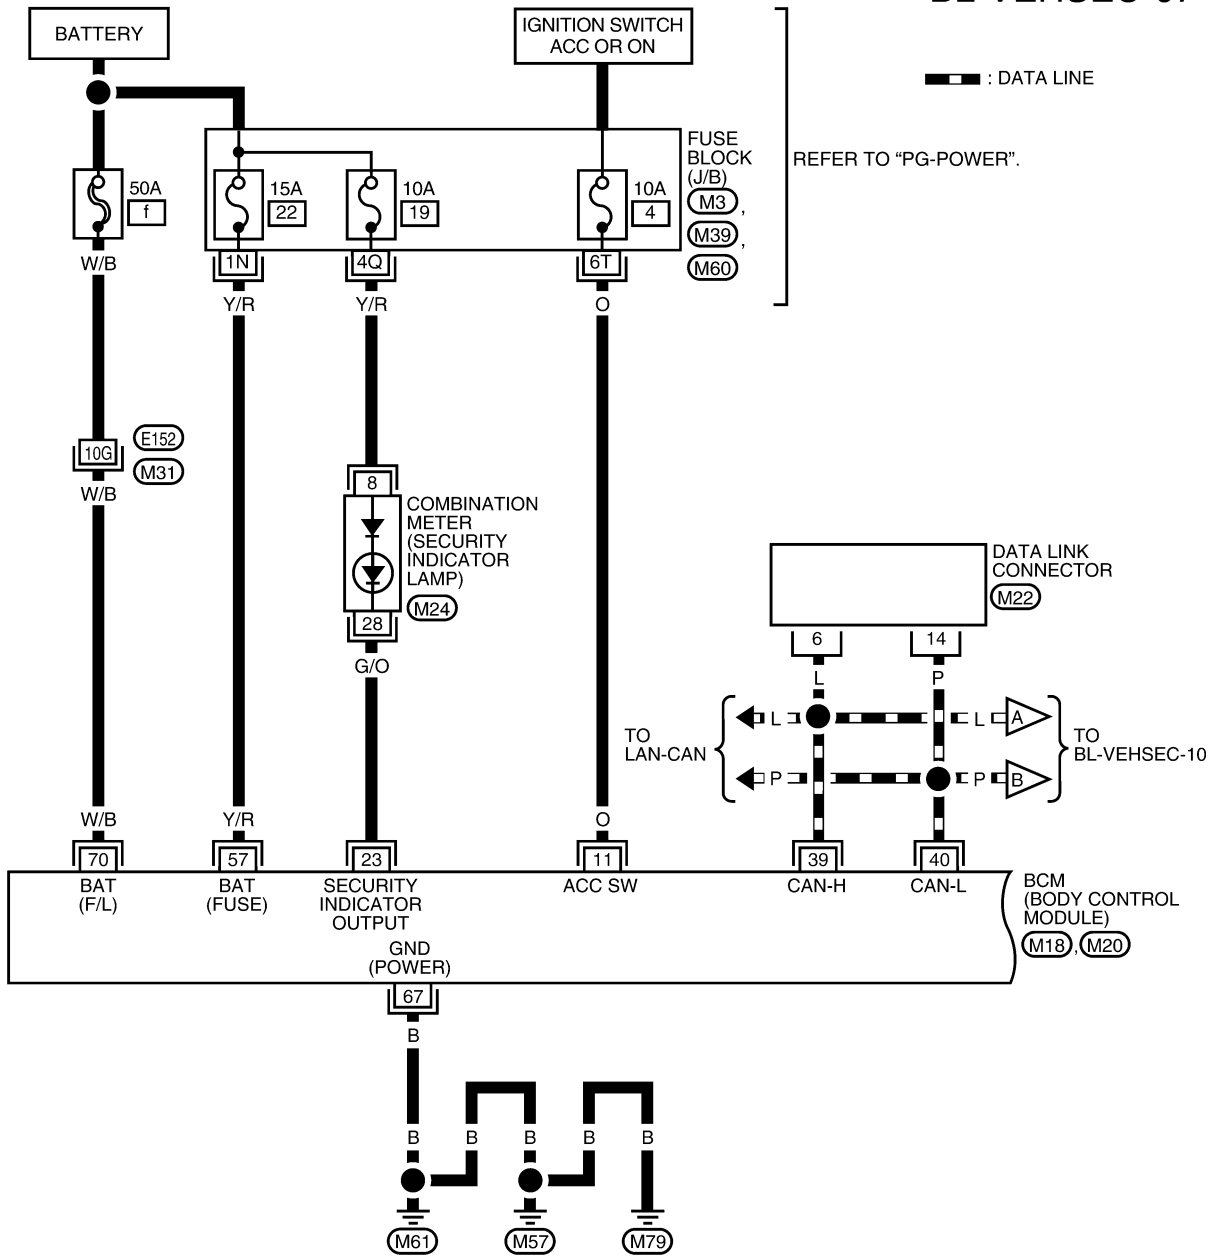 BATTERY
IGNITION SWITCH
ACC OR ON
: DATA LINE
FUSE
BLOCK
(J/B)
M3 ,
M39 ,
M60
REFER TO “PG-POWER”.
50A
f
15A
22
10A
19
10A
4
W/B
1N
4Q
6T
Y/R
Y/R
O
10G
E152
M31
W/B
8
COMBINATION
METER
(SECURITY
INDICATOR
LAMP)
M24
28
G/O
DATA LINK
CONNECTOR
M22
6
14
L
P
L
L
A
TO
LAN-CAN
TO
BL-VEHSEC-10
P
P
B
W/B
Y/R
O
70
57
23
11
39
40
BAT
(F/L)
BAT
(FUSE)
SECURITY
INDICATOR
OUTPUT
ACC SW
CAN-H
CAN-L
BCM
(BODY CONTROL
MODULE)
M18 , M20
GND
(POWER)
67
B
B
B
B
B
B
M61
M57
M79